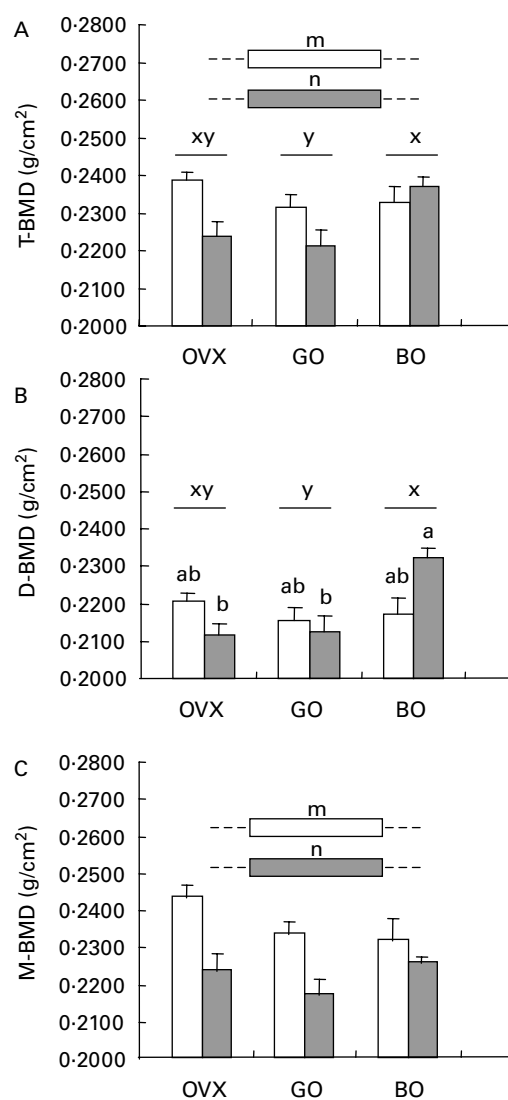 A
T-BMD (g/cm²)
0·2800
0·2700
0·2600
0·2500
0·2400
0·2300
0·2200
0·2100
0·2000
m
n
xy y x
OVX GO BO
B
D-BMD (g/cm²)
0·2800
0·2700
0·2600
0·2500
0·2400
0·2300
0·2200
0·2100
0·2000
xy y x
ab b ab b ab a
OVX GO BO
C
M-BMD (g/cm²)
0·2800
0·2700
0·2600
0·2500
0·2400
0·2300
0·2200
0·2100
0·2000
m
n
OVX GO BO